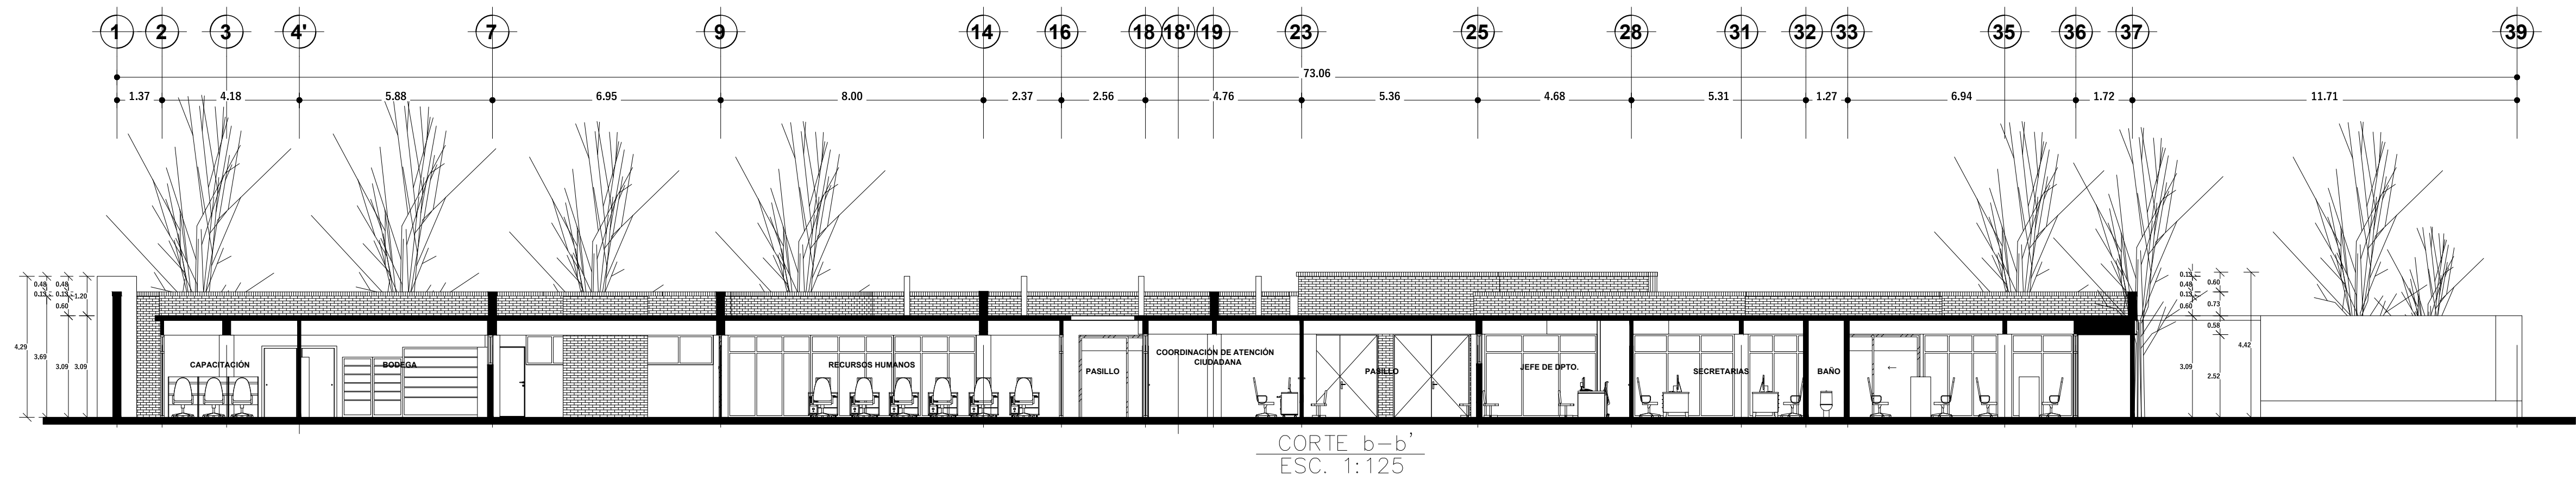 1 2 3 4' 7 9 14 16 18 18' 19 23 25 28 31 32 33 35 36 37 39
73.06
1.37 4.18 5.88 6.95 8.00 2.37 2.56 4.76 5.36 4.68 5.31 1.27 6.94 1.72 11.71
0.48 0.48
0.13 0.13 1.20
0.60
4,29
3.69
3.09 3.09
CAPACITACIÓN
BODEGA
RECURSOS HUMANOS
PASILLO
COORDINACIÓN DE ATENCIÓN
CIUDADANA
PASILLO
JEFE DE DPTO.
SECRETARIAS
BAÑO
←
0.13
0.48 0.60
0.13
0.60 0.73
0.58
4,42
3.09
2.52
CORTE b-b'
ESC. 1:125